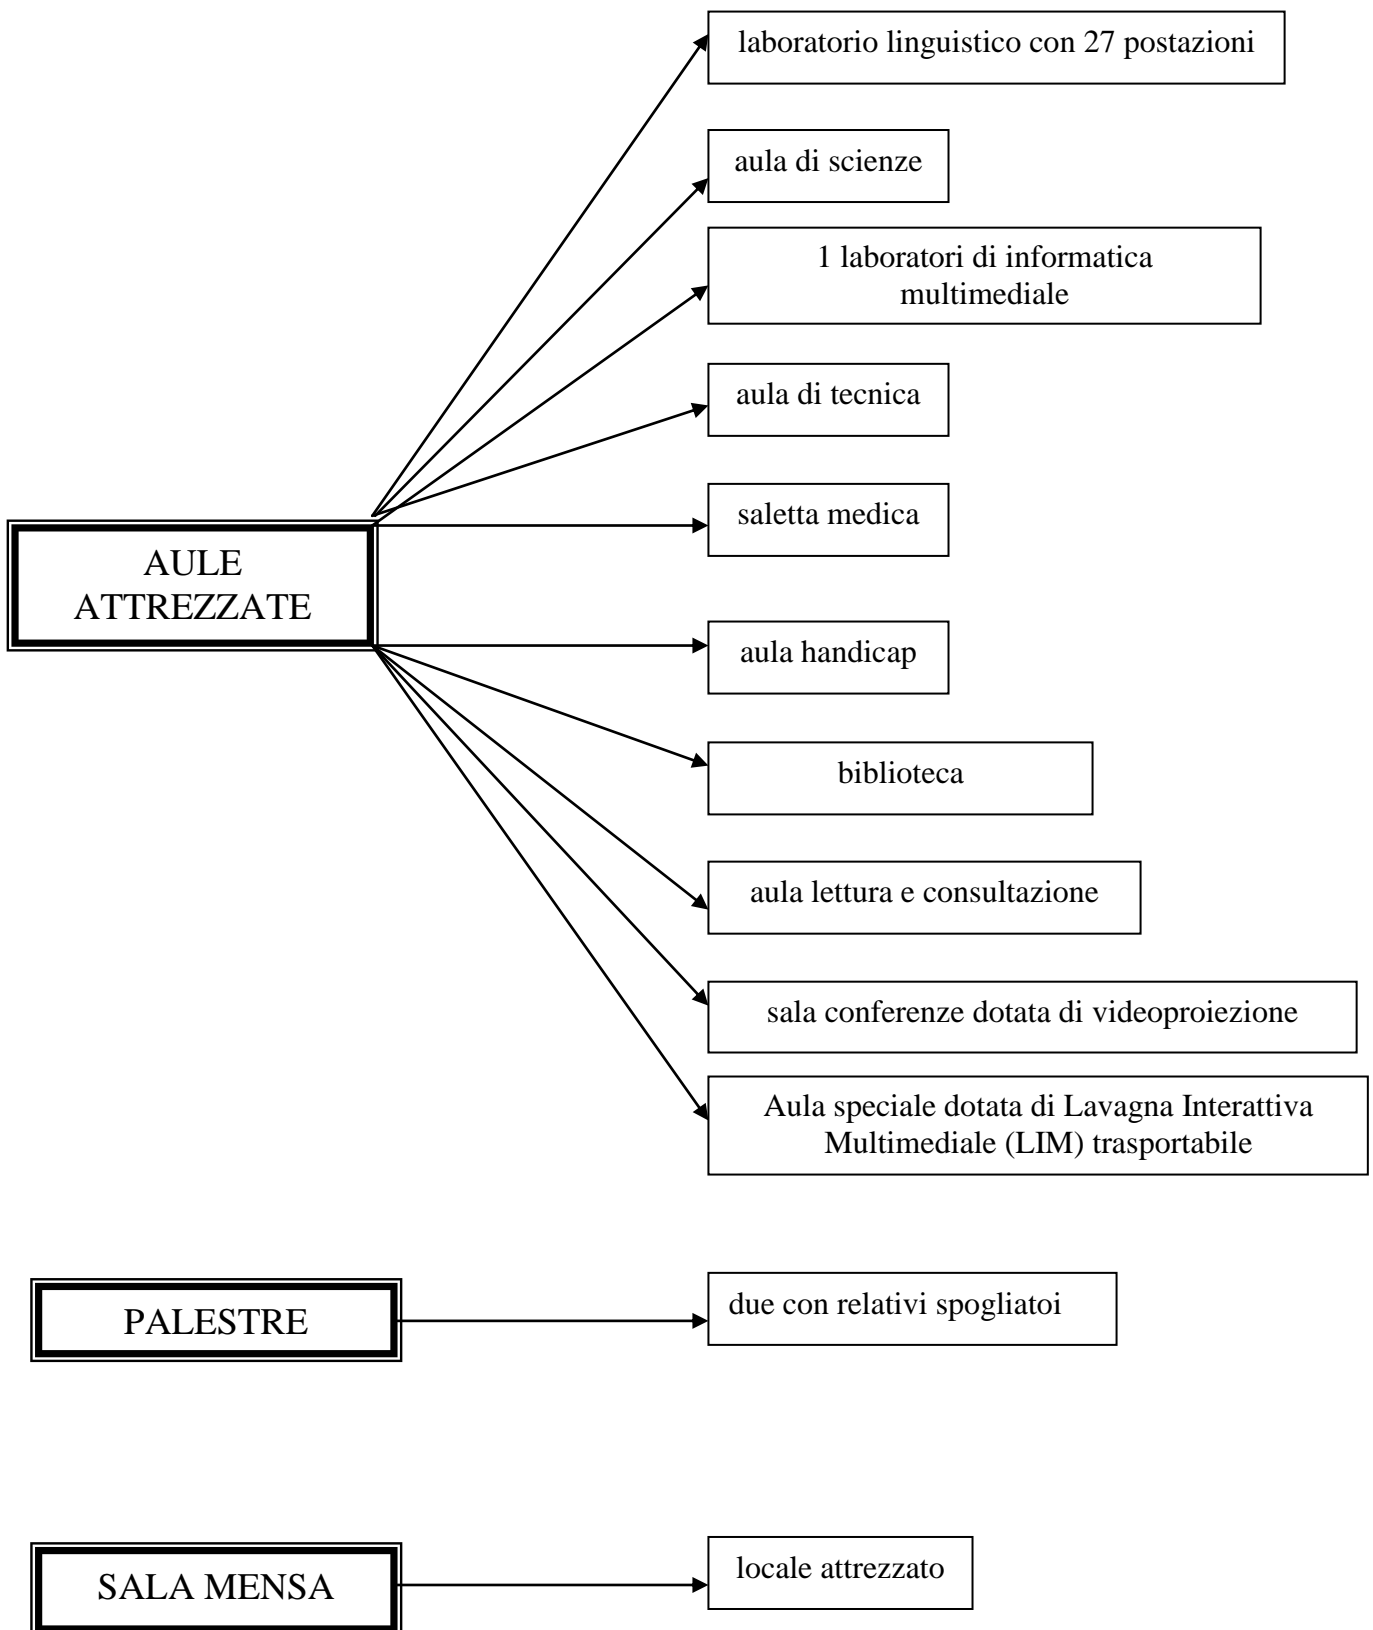 laboratorio linguistico con 27 postazioni
aula di scienze
1 laboratori di informatica
multimediale
aula di tecnica
saletta medica
AULE
ATTREZZATE
aula handicap
biblioteca
aula lettura e consultazione
sala conferenze dotata di videoproiezione
Aula speciale dotata di Lavagna Interattiva
Multimediale (LIM) trasportabile
PALESTRE
due con relativi spogliatoi
SALA MENSA
locale attrezzato